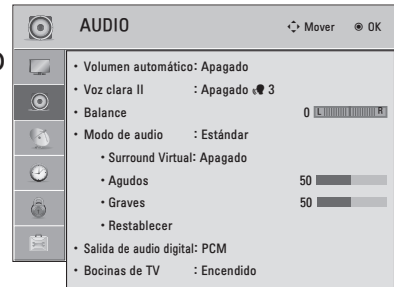 AUDIO Mover OK
• Volumen automático: Apagado
• Voz clara II : Apagado 3
• Balance 0 L R
• Modo de audio : Estándar
• Surround Virtual: Apagado
• Agudos 50
• Graves 50
• Restablecer
• Salida de audio digital: PCM
• Bocinas de TV : Encendido